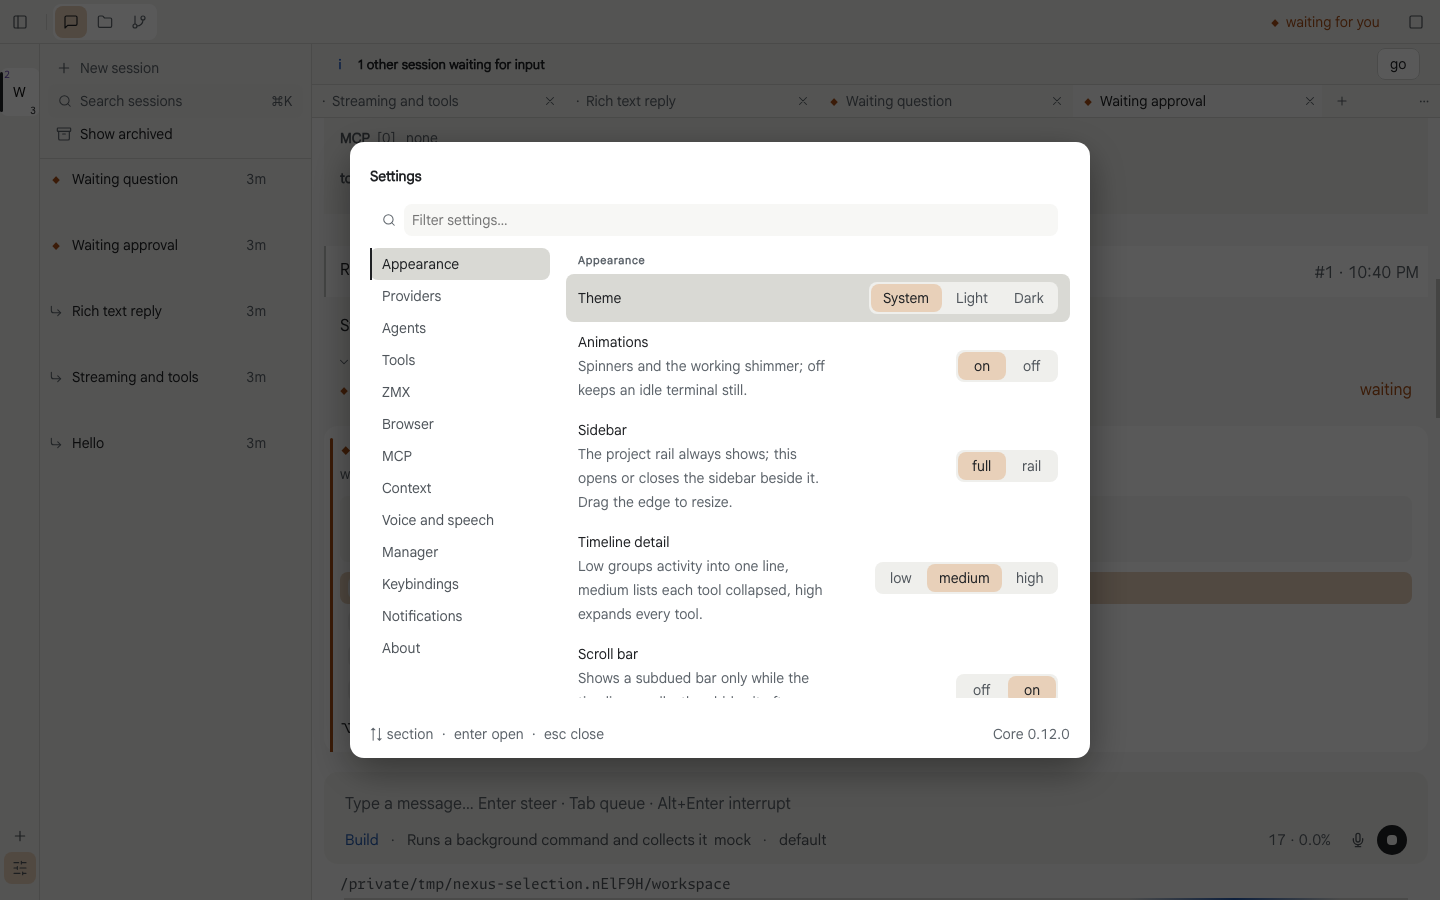 waiting for you
2
W
3
New session
Search sessions ⌘K
Show archived
Waiting question 3m
Waiting approval 3m
Rich text reply 3m
Streaming and tools 3m
Hello 3m
i 1 other session waiting for input go
Streaming and tools
Rich text reply
Waiting question
Waiting approval
MCP [0] none
#1 · 10:40 PM
waiting
Settings
Filter settings...
Appearance
Providers
Agents
Tools
ZMX
Browser
MCP
Context
Voice and speech
Manager
Keybindings
Notifications
About
Appearance
Theme System Light Dark
Animations
Spinners and the working shimmer; off
keeps an idle terminal still.
on off
Sidebar
The project rail always shows; this
opens or closes the sidebar beside it.
Drag the edge to resize.
full rail
Timeline detail
Low groups activity into one line,
medium lists each tool collapsed, high
expands every tool.
low medium high
Scroll bar
Shows a subdued bar only while the
off on
↑↓ section · enter open · esc close
Core 0.12.0
Type a message... Enter steer · Tab queue · Alt+Enter interrupt
Build · Runs a background command and collects it mock · default
17 · 0.0%
/private/tmp/nexus-selection.nElF9H/workspace